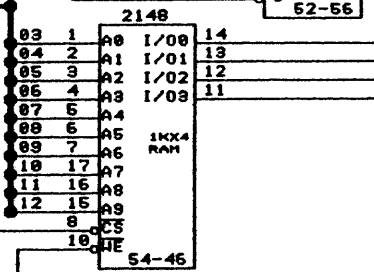 52-56
2148
03 1 A0 I/O0 14
04 2 A1 I/O1 13
05 3 A2 I/O2 12
06 4 A3 I/O3 11
07 5 A4
08 6 A5 1KX4
09 7 A6 RAM
10 17 A7
11 16 A8
12 15 A9
8 CS
10 WE
54-46